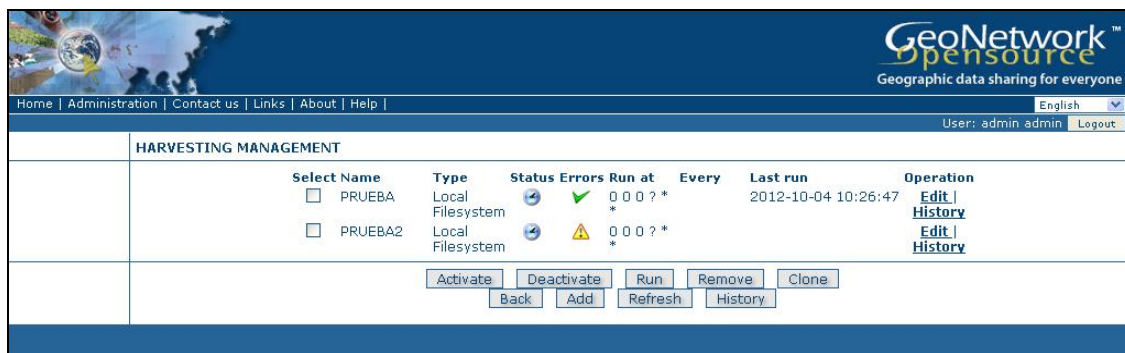 GeoNetwork™
Opensource
Geographic data sharing for everyone
Home | Administration | Contact us | Links | About | Help |
English
User: admin admin Logout
HARVESTING MANAGEMENT
Select Name Type Status Errors Run at Every Last run Operation
PRUEBA Local 0 0 0 ? * 2012-10-04 10:26:47 Edit |
Filesystem * History
PRUEBA2 Local 0 0 0 ? * Edit |
Filesystem * History
Activate Deactivate Run Remove Clone
Back Add Refresh History